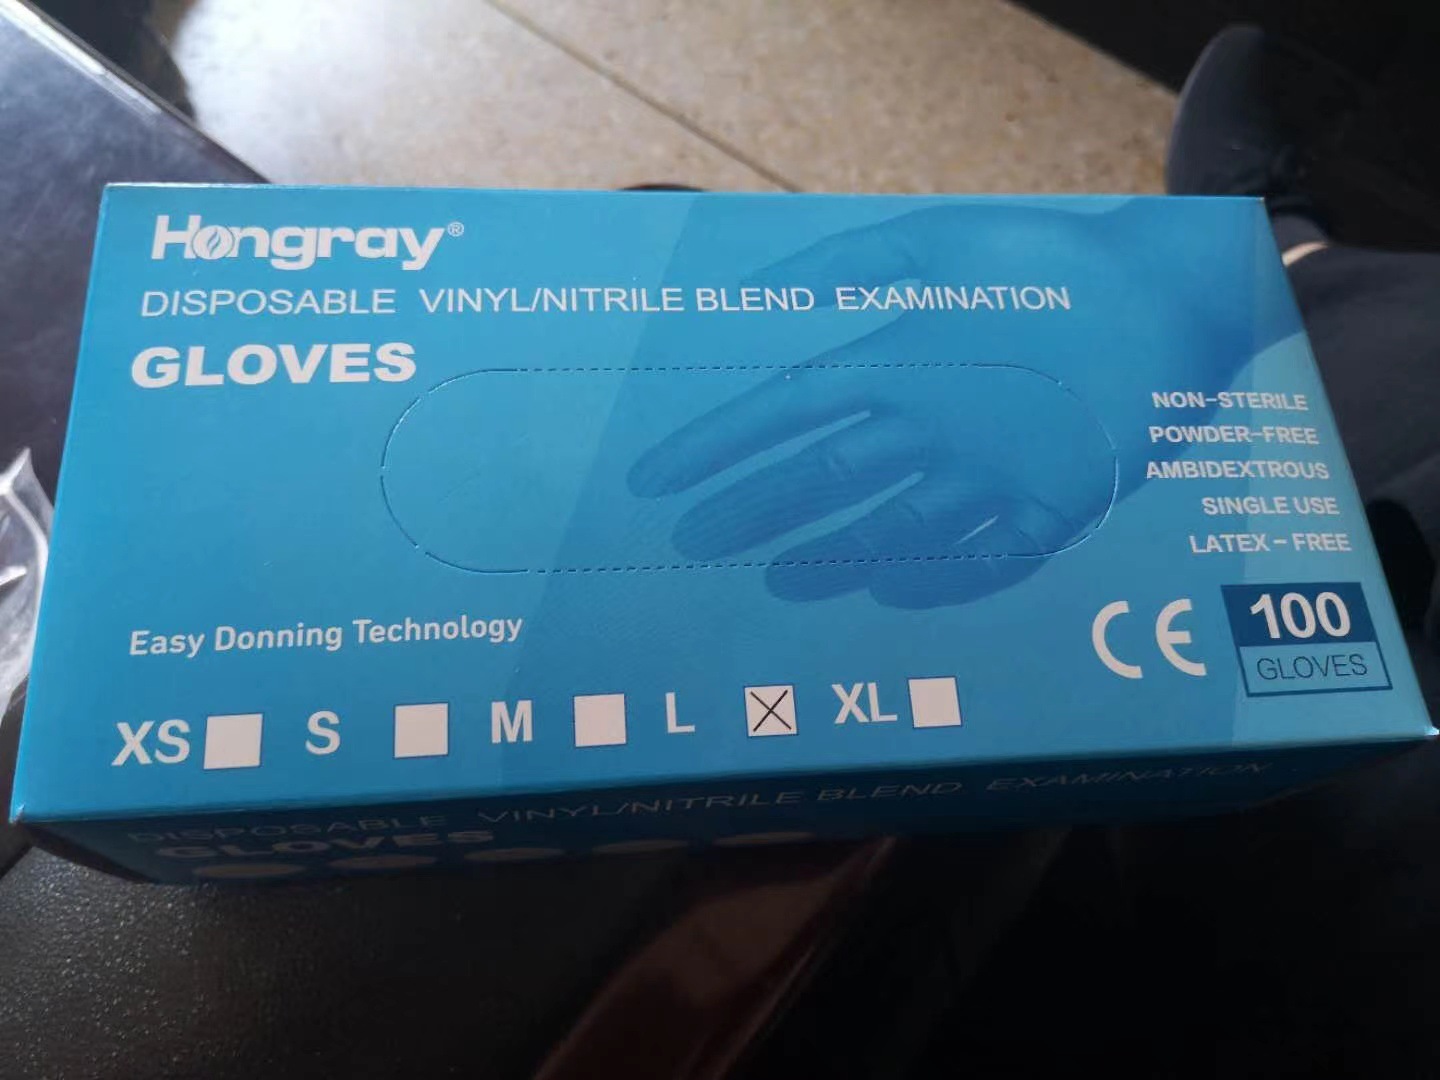 Hongray®
DISPOSABLE VINYL/NITRILE BLEND EXAMINATION
GLOVES
NON-STERILE
POWDER-FREE
AMBIDEXTROUS
SINGLE USE
LATEX-FREE
Easy Donning Technology
CE
100
GLOVES
XS S M L XL
DISPOSABLE VINYL/NITRILE BLEND EXAMINATION
GLOVES